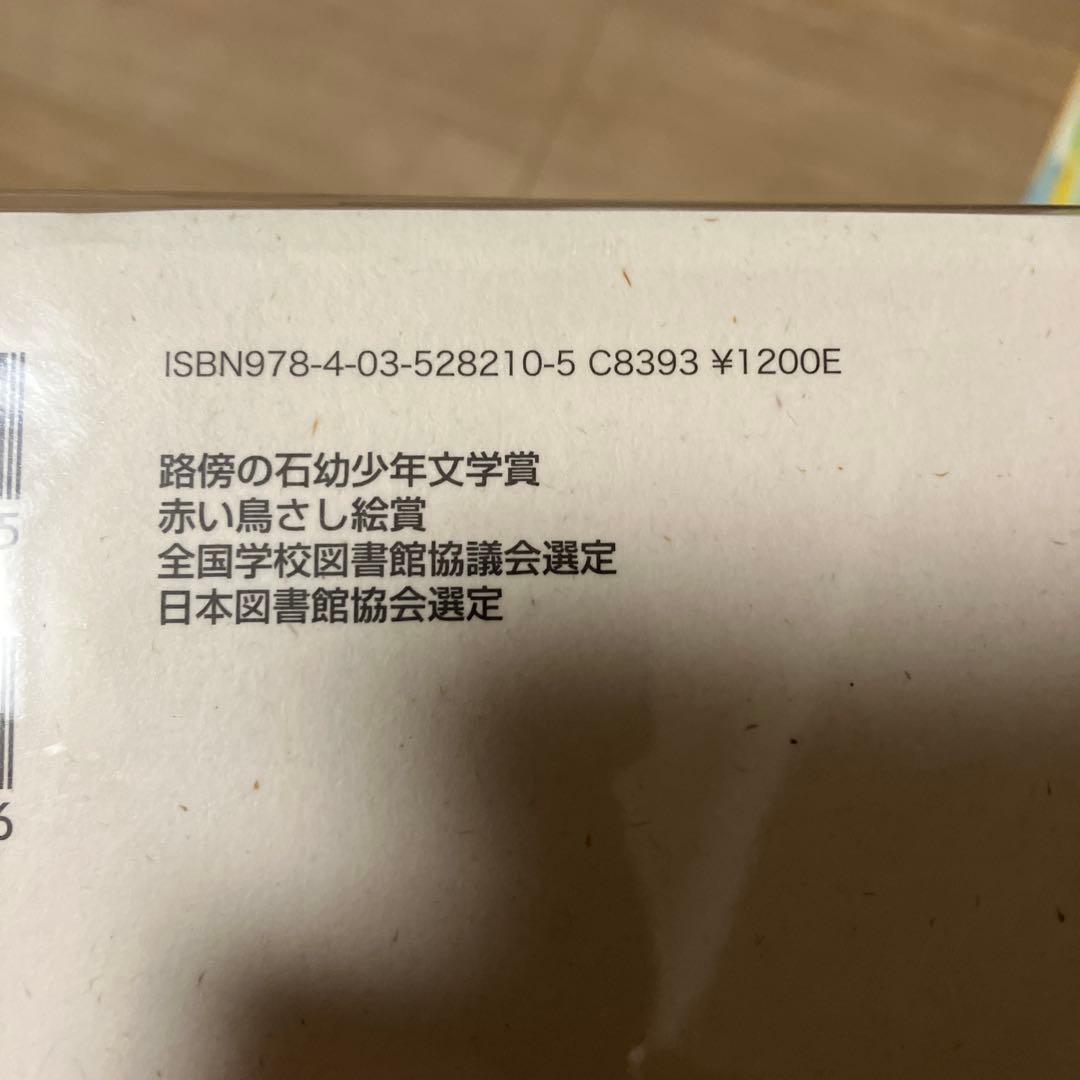 ISBN978-4-03-528210-5 C8393 ¥1200E
路傍の石幼少年文学賞
赤い鳥さし絵賞
全国学校図書館協議会選定
日本図書館協会選定
5
6